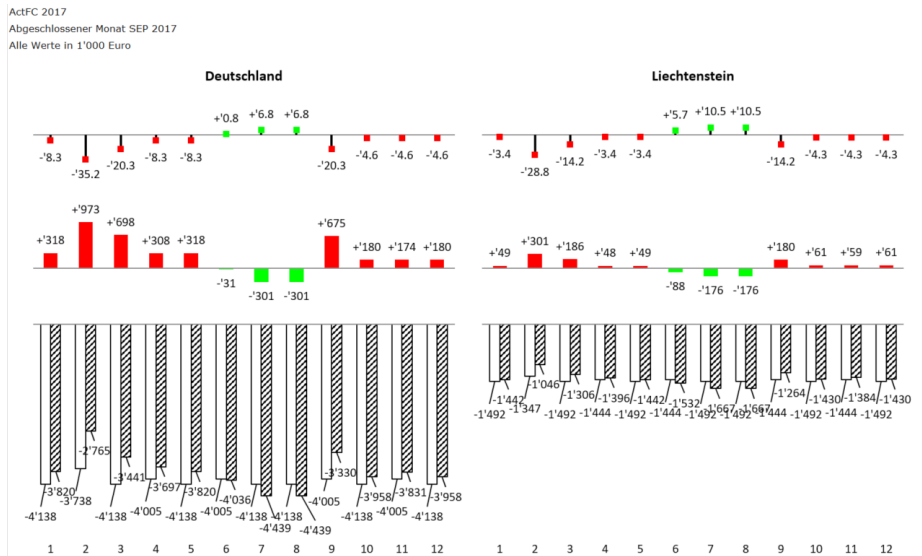 ActFC 2017
Abgeschlossener Monat SEP 2017
Alle Werte in 1'000 Euro
Deutschland
-'8.3 -'35.2 -'20.3 -'8.3 -'8.3 +'0.8 +'6.8 +'6.8 -'20.3 -'4.6 -'4.6 -'4.6
+'318 +'973 +'698 +'308 +'318 -'31 -'301 -'301 +'675 +'180 +'174 +'180
-4'138 -3'738 -4'138 -4'005 -4'138 -4'005 -4'138 -4'138 -4'005 -4'138 -4'005 -4'138
-3'820 -2'765 -3'441 -3'697 -3'820 -4'036 -4'439 -4'439 -3'330 -3'958 -3'831 -3'958
1 2 3 4 5 6 7 8 9 10 11 12
Liechtenstein
-'3.4 -'28.8 -'14.2 -'3.4 -'3.4 +'5.7 +'10.5 +'10.5 -'14.2 -'4.3 -'4.3 -'4.3
+'49 +'301 +'186 +'48 +'49 -'88 -'176 -'176 +'180 +'61 +'59 +'61
-1'492 -1'347 -1'492 -1'444 -1'492 -1'444 -1'492 -1'492 -1'444 -1'492 -1'444 -1'492
-1'442 -1'046 -1'306 -1'396 -1'442 -1'532 -1'667 -1'667 -1'264 -1'430 -1'384 -1'430
1 2 3 4 5 6 7 8 9 10 11 12